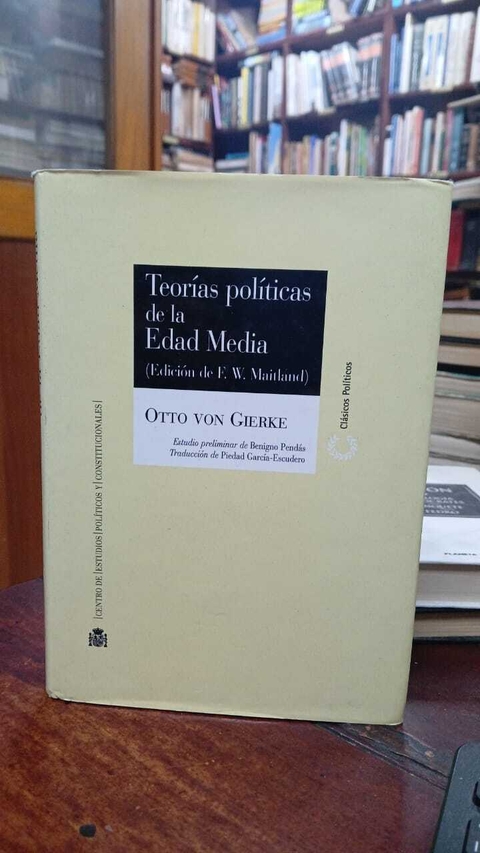 Teorías políticas
de la
Edad Media
(Edición de F. W. Maitland)
OTTO VON GIERKE
Estudio preliminar de Benigno Pendás
Traducción de Piedad García-Escudero
Clásicos Políticos
|CENTRO DE|ESTUDIOS|POLÍTICOS Y|CONSTITUCIONALES|
PLANETA